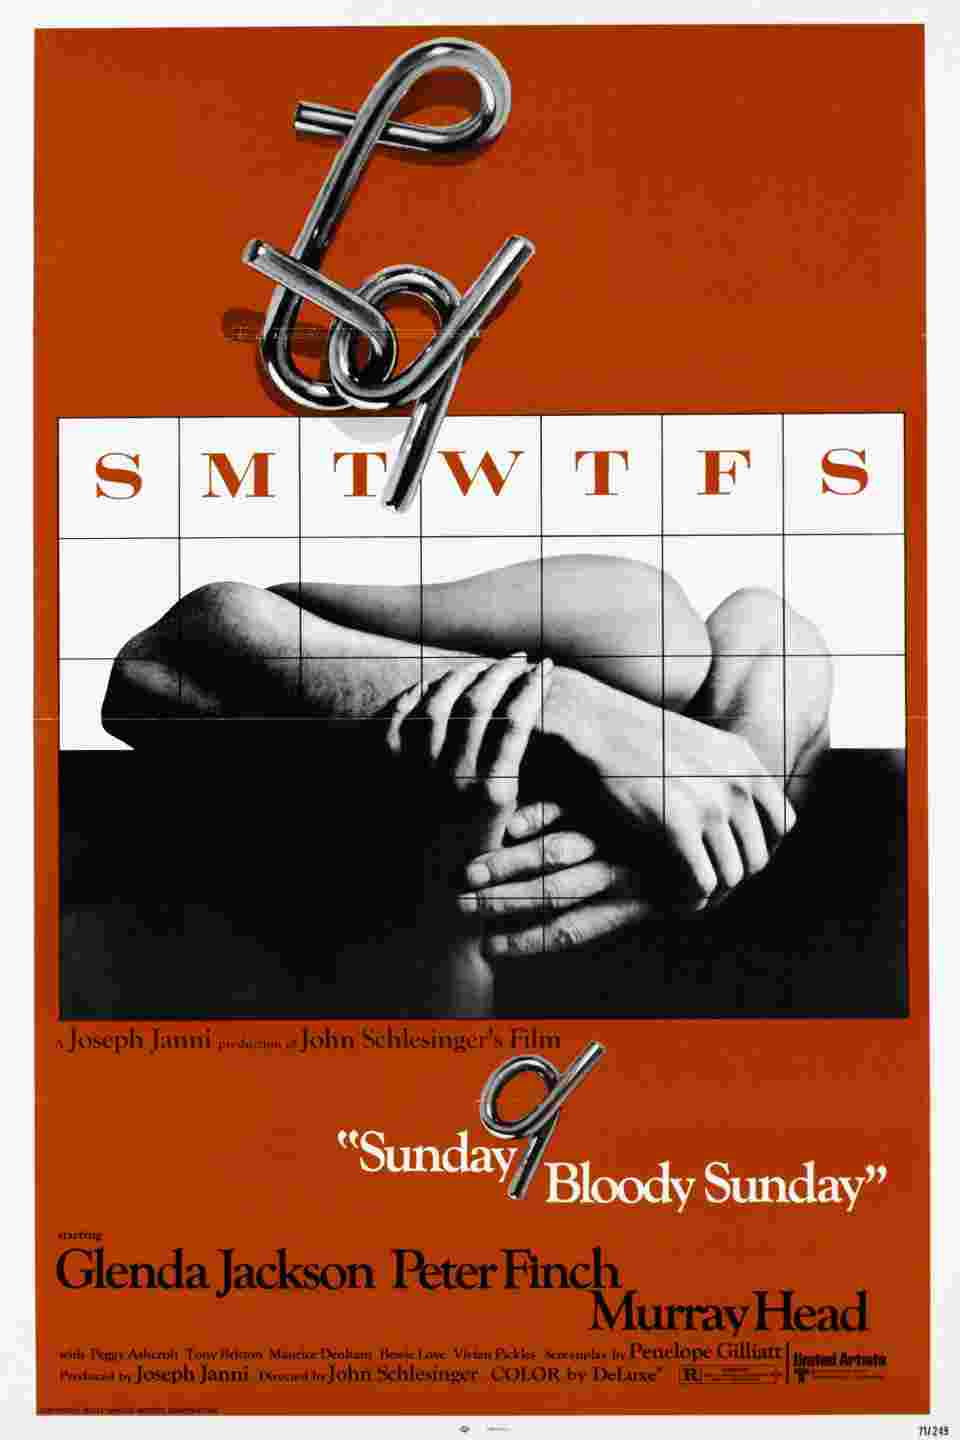 S M T W T F S
A Joseph Janni production of John Schlesinger's Film
"Sunday
Bloody Sunday"
starring
Glenda Jackson Peter Finch
Murray Head
with Peggy Ashcroft Tony Britton Maurice Denham Bessie Love Vivian Pickles Screenplay by Penelope Gilliatt
Produced by Joseph Janni Directed by John Schlesinger COLOR by DeLuxe®
R
United Artists
71/249